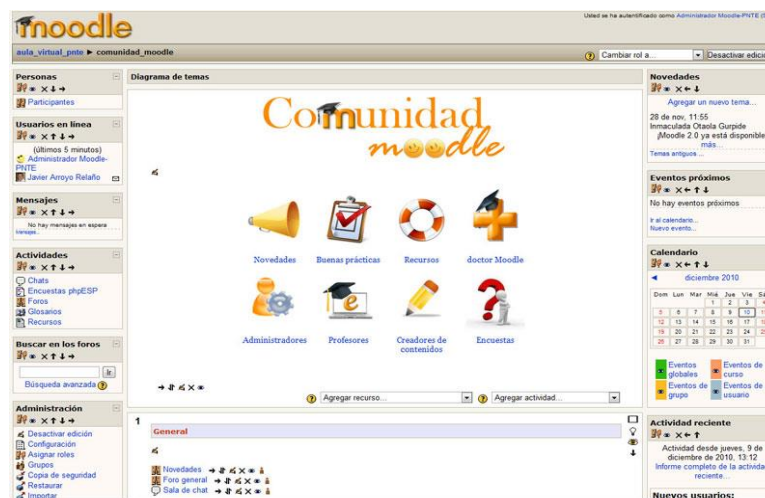 moodle
Usted se ha autentificado como Administrador Moodle-PNTE
aula_virtual_pnte ► comunidad_moodle
Cambiar rol a...
Desactivar edici
Personas
Participantes
Usuarios en línea
(últimos 5 minutos)
Administrador Moodle-
PNTE
Javier Arroyo Relaño
Mensajes
No hay mensajes en espera
Mensajes...
Actividades
Chats
Encuestas phpESP
Foros
Glosarios
Recursos
Buscar en los foros
Ir
Búsqueda avanzada
Administración
Desactivar edición
Configuración
Asignar roles
Grupos
Copia de seguridad
Restaurar
Importar
Diagrama de temas
Comunidad
moodle
Novedades
Buenas prácticas
Recursos
doctor Moodle
Administradores
Profesores
Creadores de
contenidos
Encuestas
Agregar recurso...
Agregar actividad...
1
General
Novedades
Foro general
Sala de chat
Novedades
Agregar un nuevo tema...
28 de nov, 11:55
Inmaculada Otaola Gurpide
¡Moodle 2.0 ya está disponible
más...
Temas antiguos ...
Eventos próximos
No hay eventos próximos
Ir al calendario...
Nuevo evento...
Calendario
◄ diciembre 2010
Dom Lun Mar Mié Jue Vie Sá
1 2 3 4
5 6 7 8 9 10
12 13 14 15 16 17
19 20 21 22 23 24
26 27 28 29 30 31
Eventos
globales
Eventos de
curso
Eventos de
grupo
Eventos de
usuario
Actividad reciente
Actividad desde jueves, 9 de
diciembre de 2010, 13:12
Informe completo de la activida
reciente...
Nuevos usuarios: